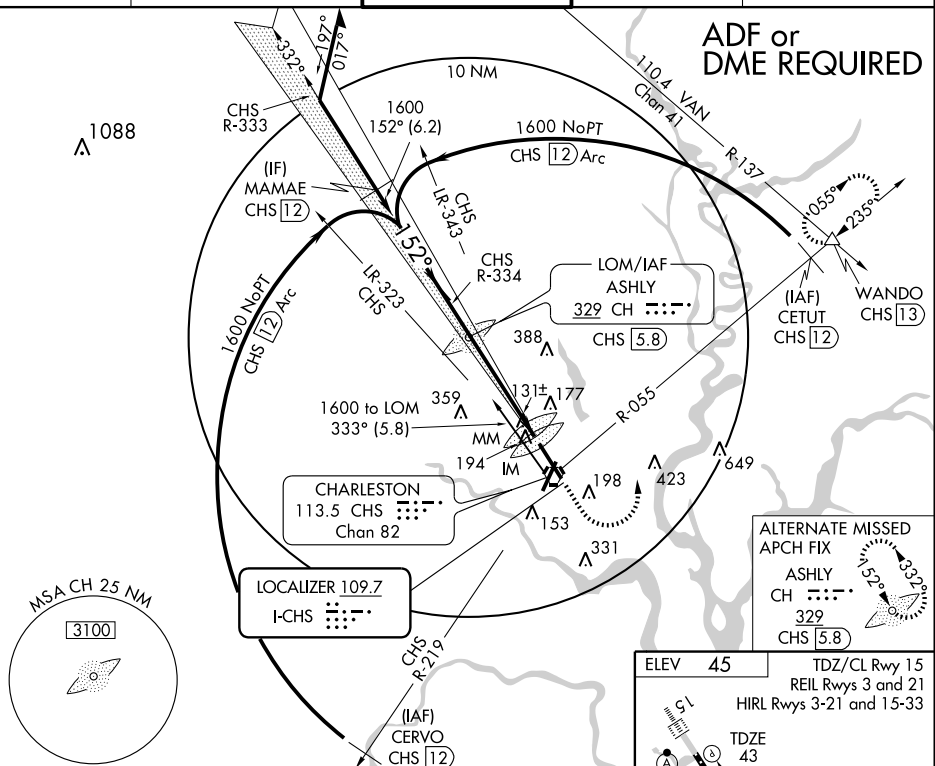 ADF or
DME REQUIRED
197°
017°
332°
10 NM
110.4 VAN
Chan 41
R-137
CHS
R-333
1600
152° (6.2)
1600 NoPT
CHS 12 Arc
1088
(IF)
MAMAE
CHS 12
CHS
LR-343
055°
235°
152°
CHS
R-334
LR-323
CHS
LOM/IAF
ASHLY
329 CH
CHS 5.8
(IAF)
CETUT
CHS 12
WANDO
CHS 13
1600 NoPT
CHS 12 Arc
388
R-055
131±
177
359
1600 to LOM
333° (5.8)
MM
194
IM
649
423
198
CHARLESTON
113.5 CHS
Chan 82
153
331
ALTERNATE MISSED
APCH FIX
ASHLY
CH
329
CHS 5.8
152°
332°
LOCALIZER 109.7
I-CHS
MSA CH 25 NM
3100
CHS
R-219
(IAF)
CERVO
CHS 12
ELEV 45
TDZ/CL Rwy 15
REIL Rwys 3 and 21
HIRL Rwys 3-21 and 15-33
15
TDZE
43
A
P